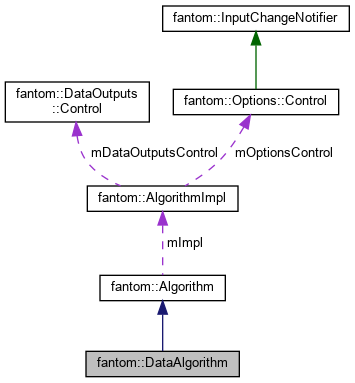 fantom::InputChangeNotifier
fantom::DataOutputs
::Control
fantom::Options::Control
mDataOutputsControl
mOptionsControl
fantom::AlgorithmImpl
mImpl
fantom::Algorithm
fantom::DataAlgorithm